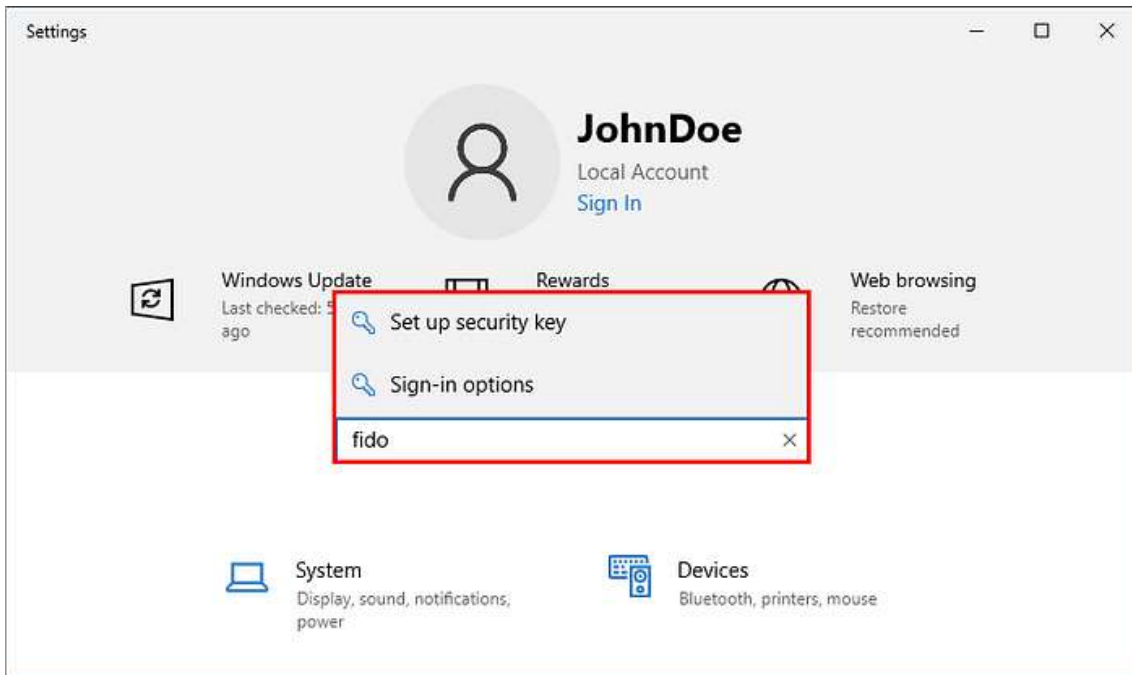 Settings
JohnDoe
Local Account
Sign In
Windows Update
Last checked: 5
ago
Rewards
Web browsing
Restore
recommended
Set up security key
Sign-in options
fido
System
Display, sound, notifications,
power
Devices
Bluetooth, printers, mouse